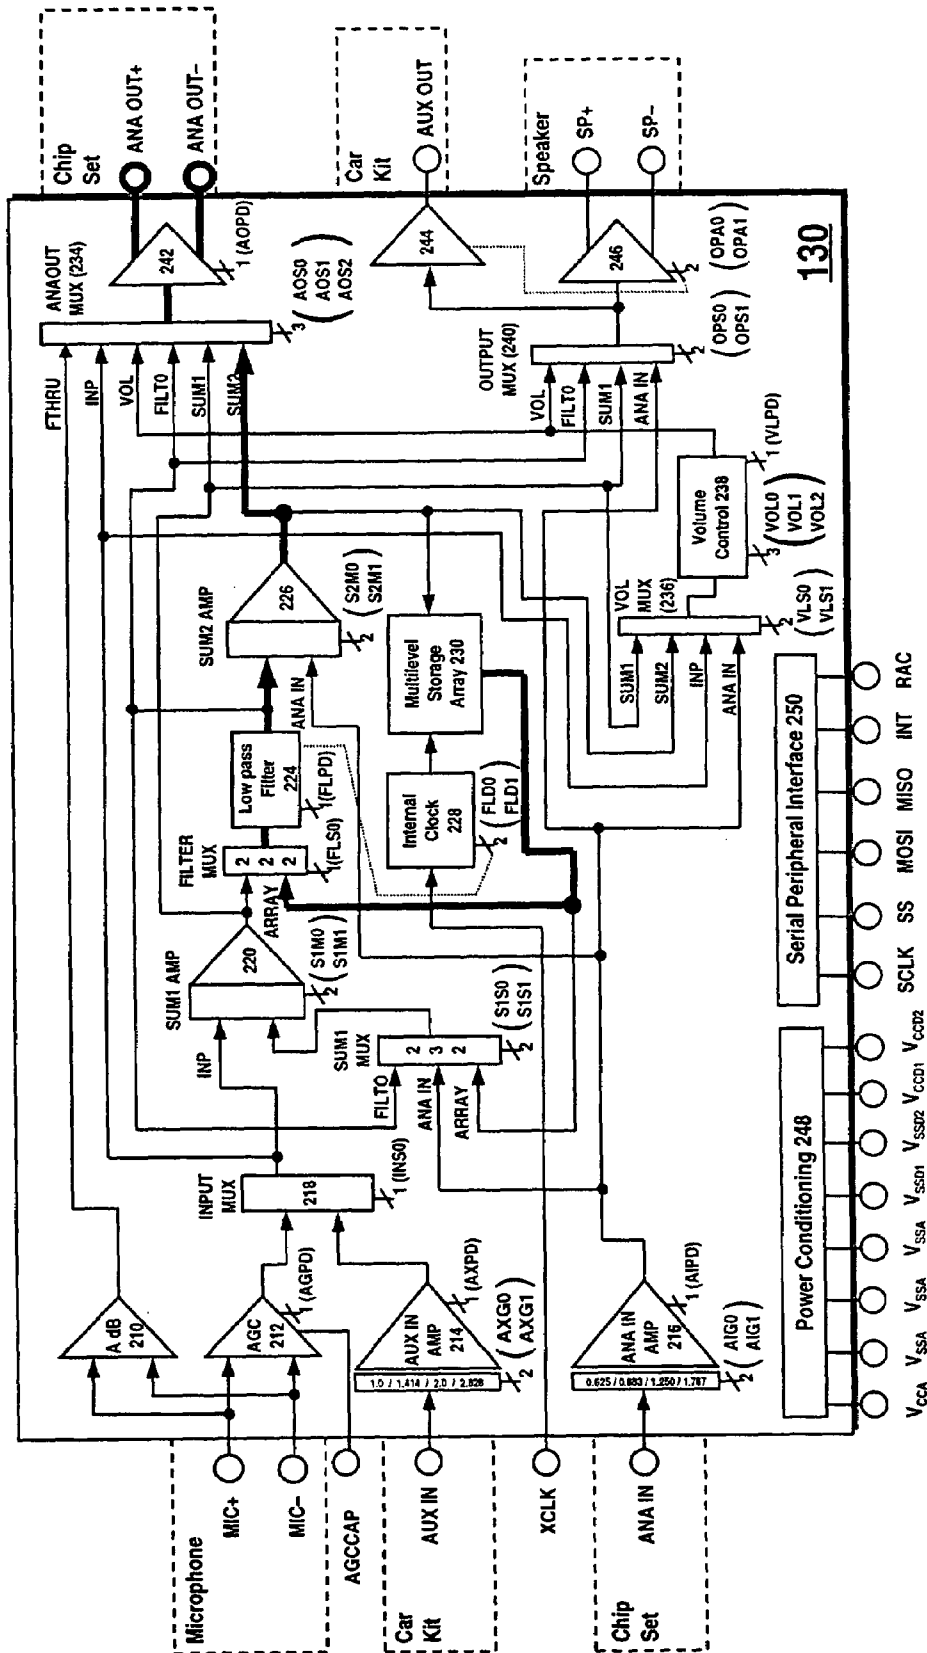 Microphone
MIC+
MIC–
AGCCAP
Car
Kit
AUX IN
XCLK
Chip
Set
ANA IN
A dB
210
AGC
212
1 (AGPD)
1.0 / 1.414 / 2.0 / 2.828
AUX IN
AMP
214
1 (AXPD)
2
(AXG0
AXG1)
0.625 / 0.883 / 1.250 / 1.767
ANA IN
AMP
216
1 (AIPD)
2
(AIG0
AIG1)
INPUT
MUX
218
1 (INS0)
INP
FILTO
ANA IN
ARRAY
SUM1
MUX
2
3
2
2
(S1S0
S1S1)
SUM1 AMP
220
2
(S1M0
S1M1)
ARRAY
FILTER
MUX
2
2
2
1(FLS0)
Low pass
Filter
224
1(FLPD)
ANA IN
SUM2 AMP
226
2
(S2M0
S2M1)
Internal
Clock
228
2
(FLD0
FLD1)
Multilevel
Storage
Array 230
SUM1
SUM2
INP
ANA IN
VOL
MUX
(236)
2
(VLS0
VLS1)
Volume
Control 238
3
(VOL0
VOL1
VOL2)
1 (VLPD)
FTHRU
INP
VOL
FILT0
SUM1
SUM2
ANAOUT
MUX (234)
3
(AOS0
AOS1
AOS2)
242
1 (AOPD)
VOL
FILT0
SUM1
ANA IN
OUTPUT
MUX (240)
2
(OPS0
OPS1)
244
246
2
(OPA0
OPA1)
Chip
Set
ANA OUT+
ANA OUT–
Car
Kit
AUX OUT
Speaker
SP+
SP–
130
Power Conditioning 248
VCCA
VSSA
VSSA
VSSA
VSSD1
VSSD2
VCCD1
VCCD2
Serial Peripheral Interface 250
SCLK
SS
MOSI
MISO
INT
RAC